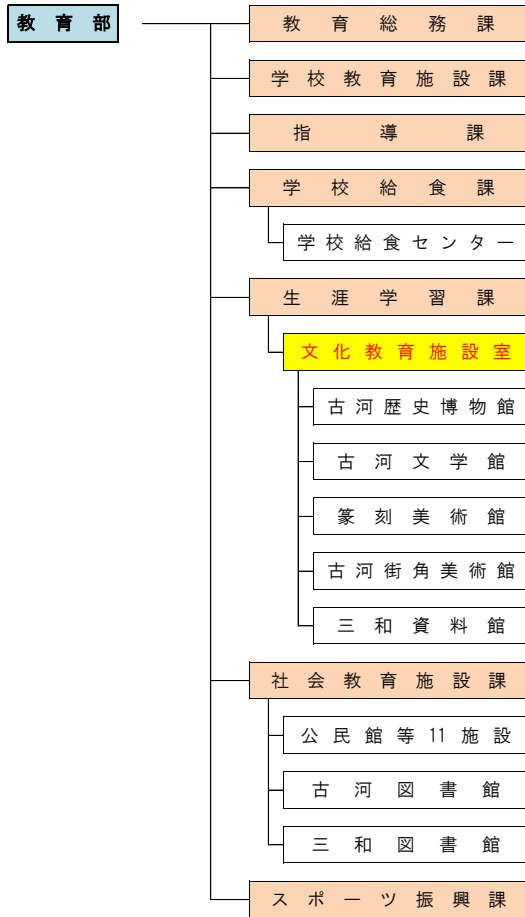 教育部
教育総務課
学校教育施設課
指導課
学校給食課
学校給食センター
生涯学習課
文化教育施設室
古河歴史博物館
古河文学館
篆刻美術館
古河街角美術館
三和資料館
社会教育施設課
公民館等11施設
古河図書館
三和図書館
スポーツ振興課